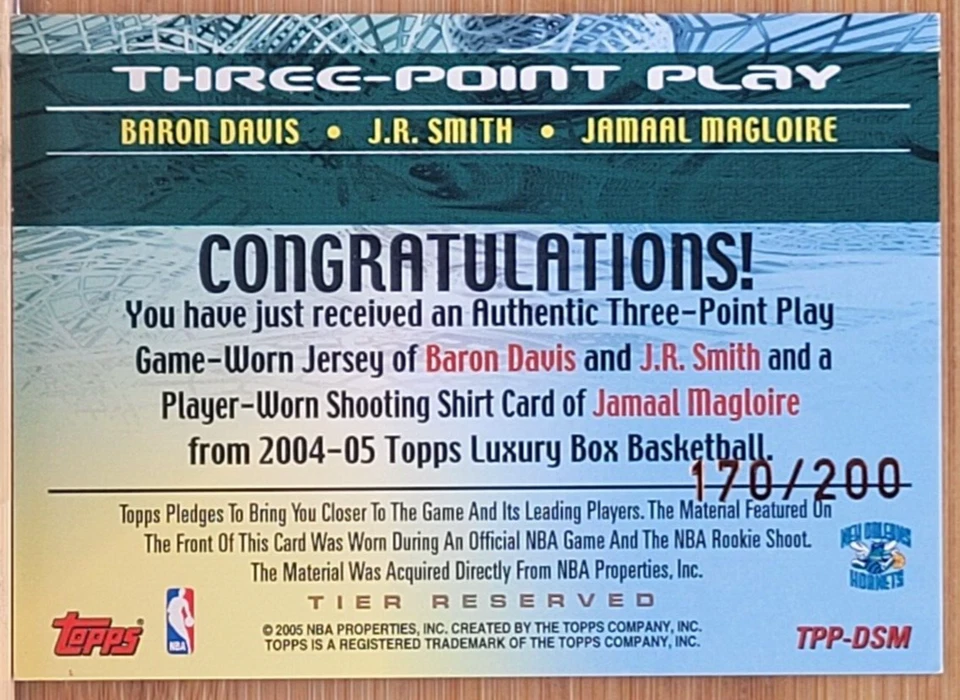 THREE-POINT PLAY
BARON DAVIS • J.R. SMITH • JAMAAL MAGLOIRE
CONGRATULATIONS!
You have just received an Authentic Three-Point Play
Game-Worn Jersey of Baron Davis and J.R. Smith and a
Player-Worn Shooting Shirt Card of Jamaal Magloire
from 2004-05 Topps Luxury Box Basketball.
170/200
Topps Pledges To Bring You Closer To The Game And Its Leading Players. The Material Featured On
The Front Of This Card Was Worn During An Official NBA Game And The NBA Rookie Shoot.
The Material Was Acquired Directly From NBA Properties, Inc.
NEW ORLEANS
HORNETS
TIER RESERVED
topps
NBA
© 2005 NBA PROPERTIES, INC. CREATED BY THE TOPPS COMPANY, INC.
TOPPS IS A REGISTERED TRADEMARK OF THE TOPPS COMPANY, INC.
TPP-DSM